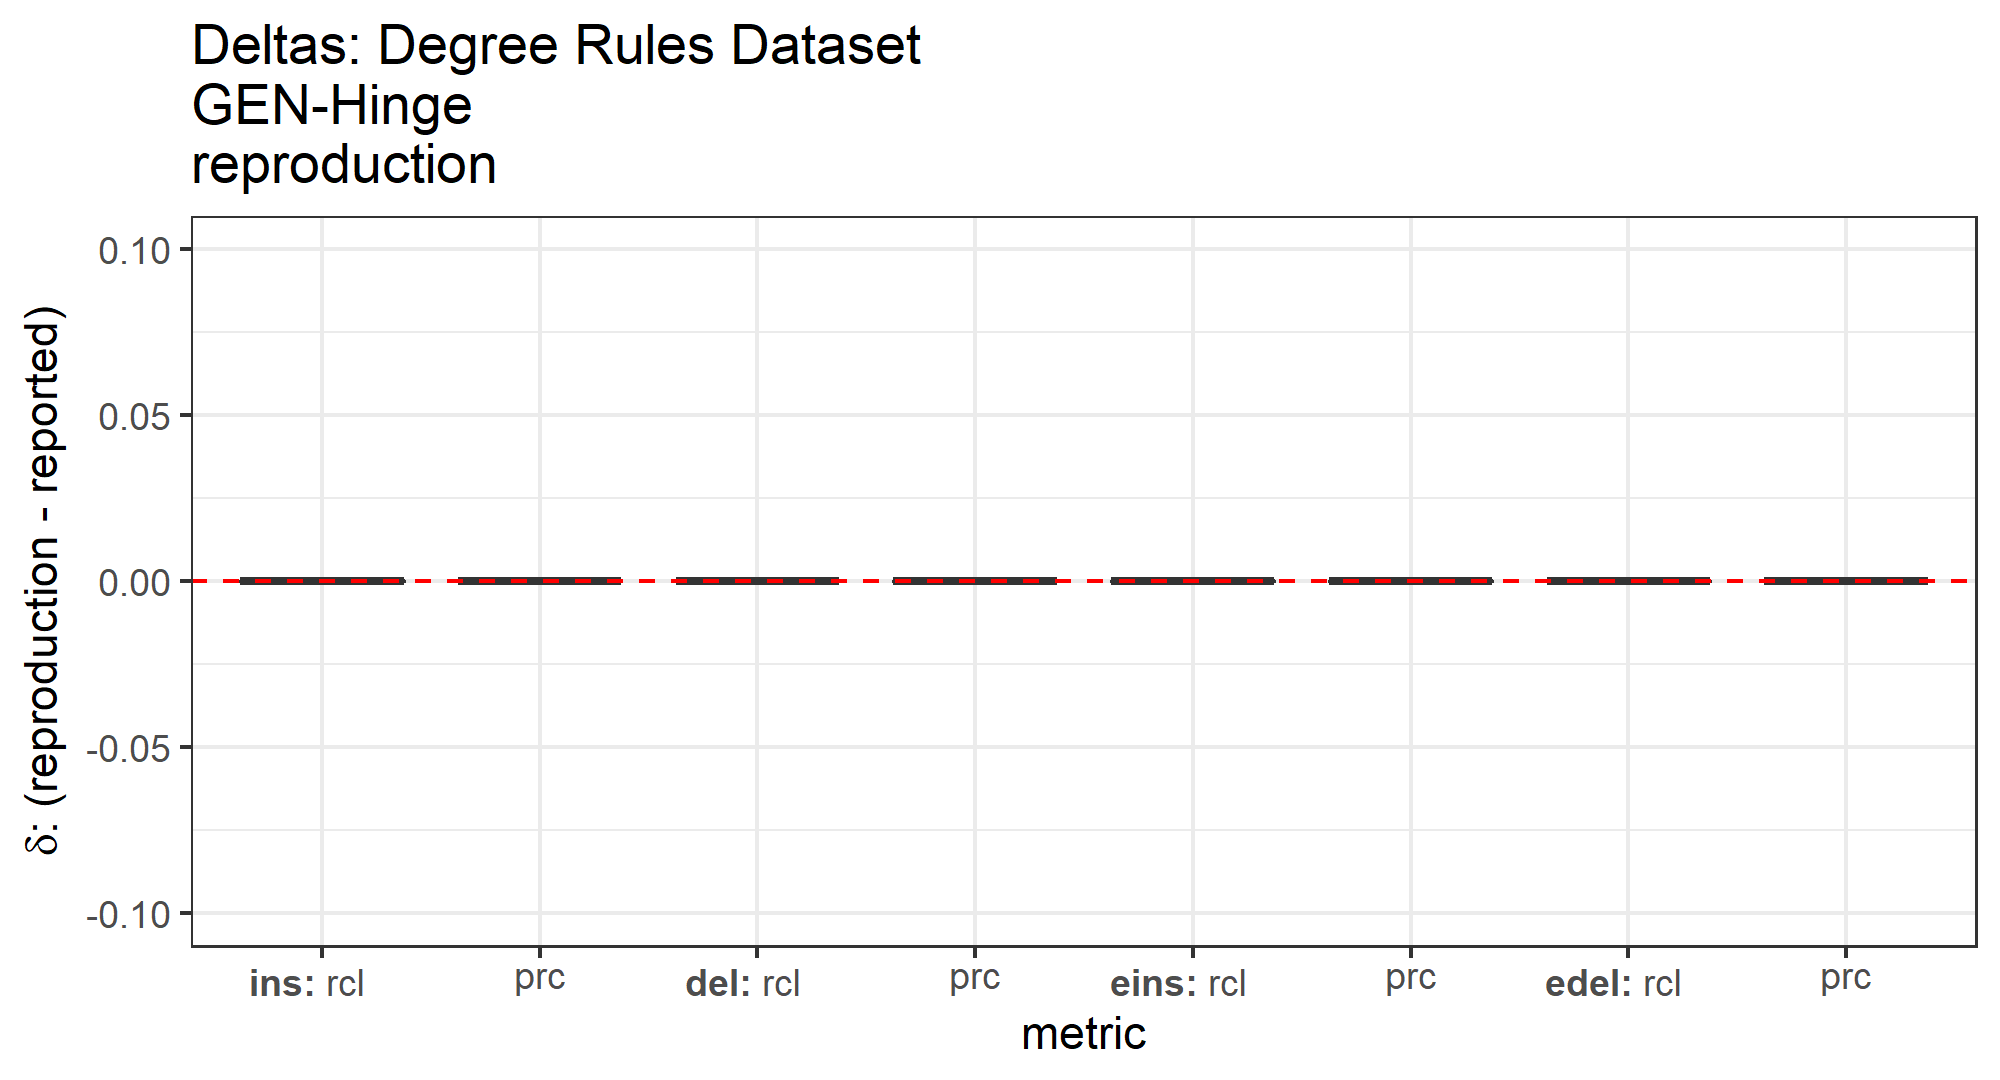 Deltas: Degree Rules Dataset
GEN-Hinge
reproduction
δ: (reproduction - reported)
0.10
0.05
0.00
-0.05
-0.10
ins: rcl prc del: rcl prc eins: rcl prc edel: rcl prc
metric